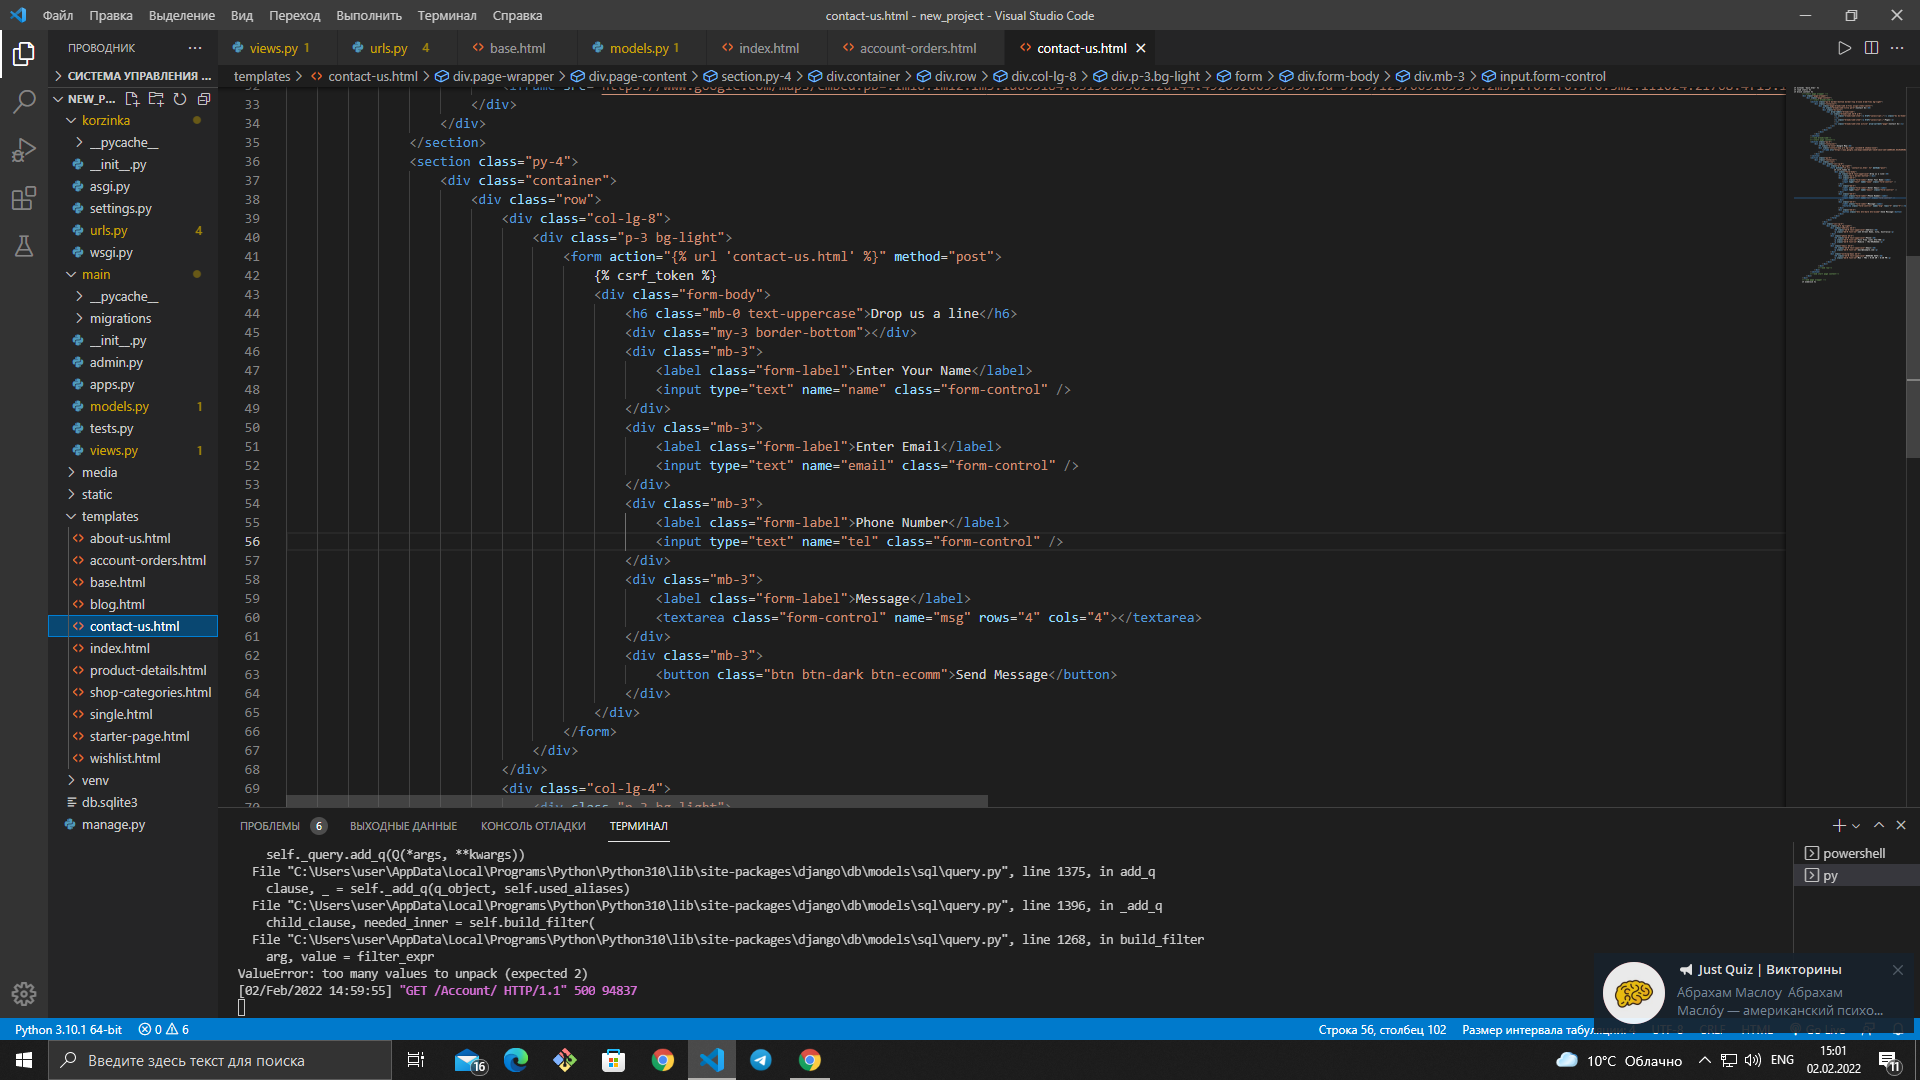 Файл Правка Выделение Вид Переход Выполнить Терминал Справка
contact-us.html - new_project - Visual Studio Code
ПРОВОДНИК
views.py 1
urls.py 4
base.html
models.py 1
index.html
account-orders.html
contact-us.html
СИСТЕМА УПРАВЛЕНИЯ ...
templates > contact-us.html > div.page-wrapper > div.page-content > section.py-4 > div.container > div.row > div.col-lg-8 > div.p-3.bg-light > form > div.form-body > div.mb-3 > input.form-control
NEW_P...
korzinka
__pycache__
__init__.py
asgi.py
settings.py
urls.py 4
wsgi.py
main
__pycache__
migrations
__init__.py
admin.py
apps.py
models.py 1
tests.py
views.py 1
media
static
templates
about-us.html
account-orders.html
base.html
blog.html
contact-us.html
index.html
product-details.html
shop-categories.html
single.html
starter-page.html
wishlist.html
venv
db.sqlite3
manage.py
33 </div>
34 </div>
35 </section>
36 <section class="py-4">
37 <div class="container">
38 <div class="row">
39 <div class="col-lg-8">
40 <div class="p-3 bg-light">
41 <form action="{% url 'contact-us.html' %}" method="post">
42 {% csrf_token %}
43 <div class="form-body">
44 <h6 class="mb-0 text-uppercase">Drop us a line</h6>
45 <div class="my-3 border-bottom"></div>
46 <div class="mb-3">
47 <label class="form-label">Enter Your Name</label>
48 <input type="text" name="name" class="form-control" />
49 </div>
50 <div class="mb-3">
51 <label class="form-label">Enter Email</label>
52 <input type="text" name="email" class="form-control" />
53 </div>
54 <div class="mb-3">
55 <label class="form-label">Phone Number</label>
56 <input type="text" name="tel" class="form-control" />
57 </div>
58 <div class="mb-3">
59 <label class="form-label">Message</label>
60 <textarea class="form-control" name="msg" rows="4" cols="4"></textarea>
61 </div>
62 <div class="mb-3">
63 <button class="btn btn-dark btn-ecomm">Send Message</button>
64 </div>
65 </div>
66 </form>
67 </div>
68 </div>
69 <div class="col-lg-4">
70 <div class="p-3 bg-light">
ПРОБЛЕМЫ 6 ВЫХОДНЫЕ ДАННЫЕ КОНСОЛЬ ОТЛАДКИ ТЕРМИНАЛ
self._query.add_q(Q(*args, **kwargs))
File "C:\Users\user\AppData\Local\Programs\Python\Python310\lib\site-packages\django\db\models\sql\query.py", line 1375, in add_q
clause, _ = self._add_q(q_object, self.used_aliases)
File "C:\Users\user\AppData\Local\Programs\Python\Python310\lib\site-packages\django\db\models\sql\query.py", line 1396, in _add_q
child_clause, needed_inner = self.build_filter(
File "C:\Users\user\AppData\Local\Programs\Python\Python310\lib\site-packages\django\db\models\sql\query.py", line 1268, in build_filter
arg, value = filter_expr
ValueError: too many values to unpack (expected 2)
[02/Feb/2022 14:59:55] "GET /Account/ HTTP/1.1" 500 94837
powershell
py
Just Quiz | Викторины
Абрахам Маслоу Абрахам
Ма́слоу — американский психо...
Python 3.10.1 64-bit 0 6
Строка 56, столбец 102 Размер интервала
Введите здесь текст для поиска
16
10°C Облачно
ENG
15:01
02.02.2022
11